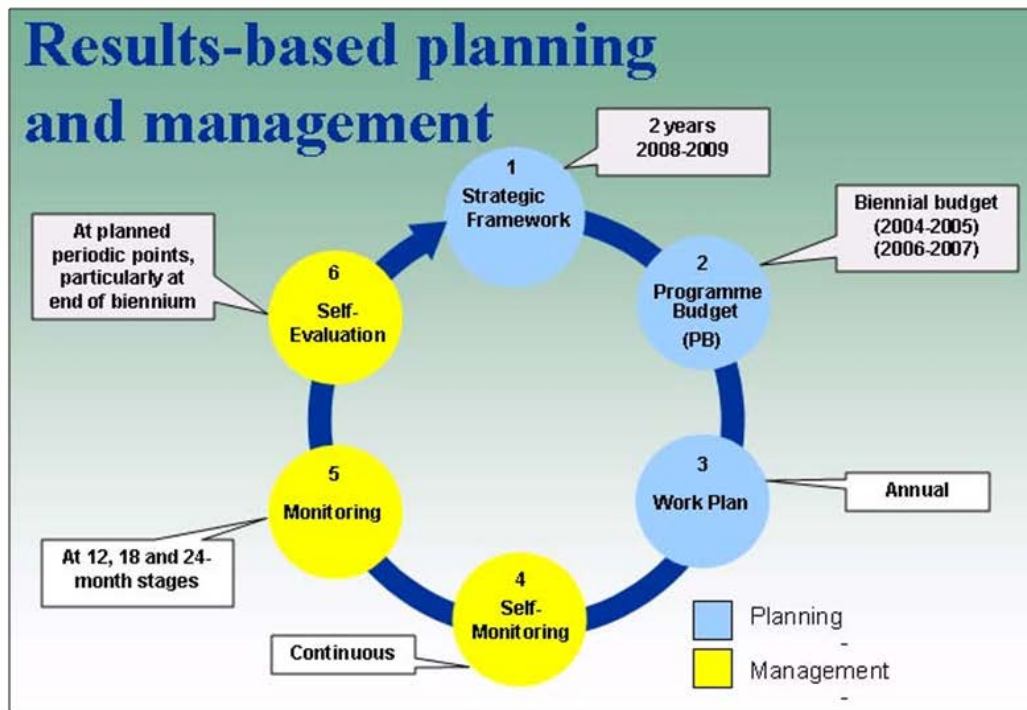 Results-based planning
and management
2 years
2008-2009
1
Strategic
Framework
Biennial budget
(2004-2005)
(2006-2007)
2
Programme
Budget
(PB)
Annual
3
Work Plan
4
Self-
Monitoring
Continuous
5
Monitoring
At 12, 18 and 24-
month stages
6
Self-
Evaluation
At planned
periodic points,
particularly at
end of biennium
Planning
-
Management
-